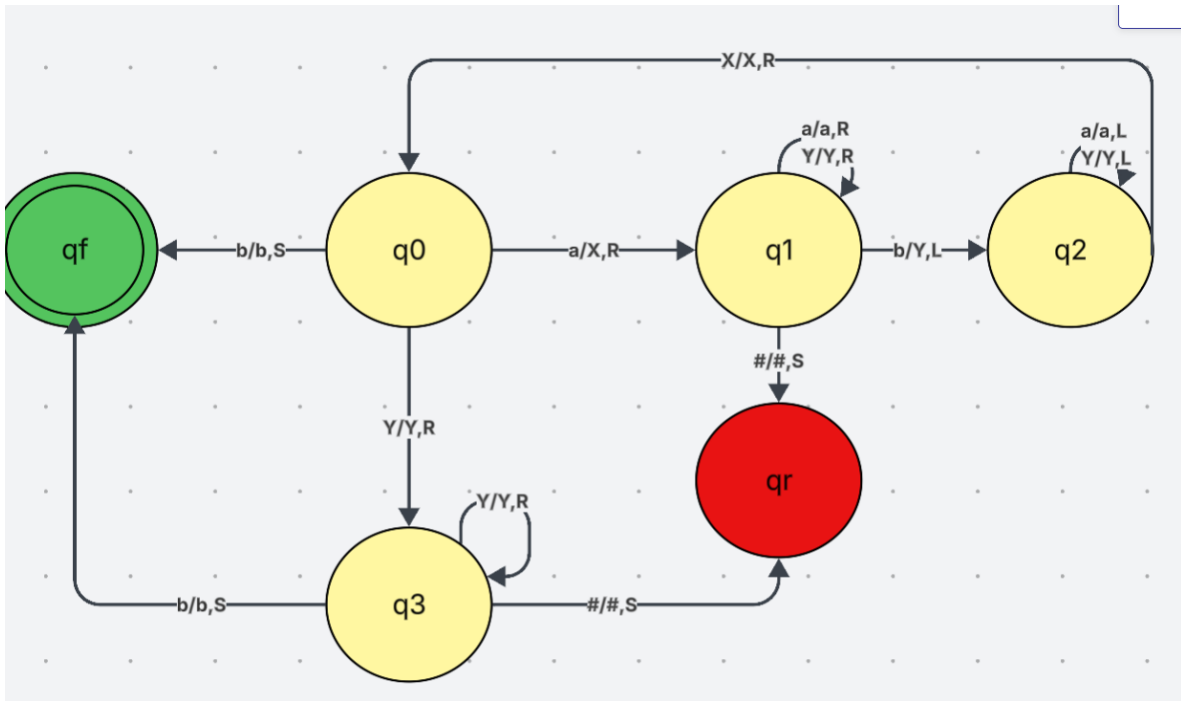 X/X,R
a/a,R
Y/Y,R
a/a,L
Y/Y,L
qf
b/b,S
q0
a/X,R
q1
b/Y,L
q2
#/#,S
Y/Y,R
qr
Y/Y,R
b/b,S
q3
#/#,S